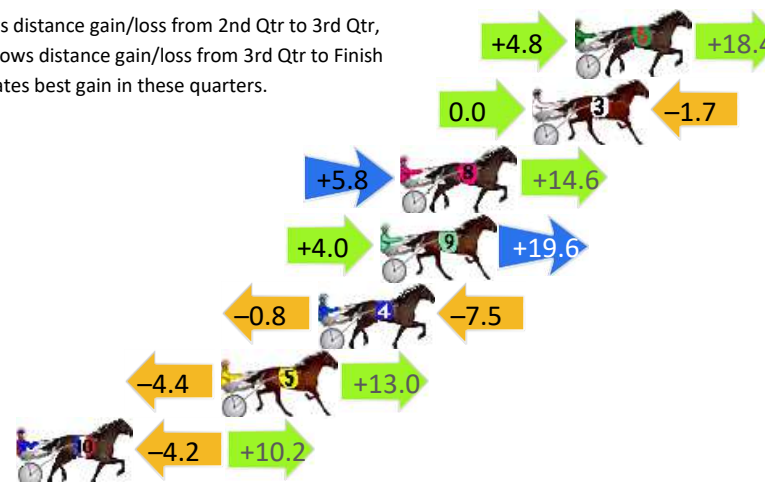 s distance gain/loss from 2nd Qtr to 3rd Qtr,
ows distance gain/loss from 3rd Qtr to Finish
ates best gain in these quarters.
+4.8 6 +18.4
0.0 3 –1.7
+5.8 8 +14.6
+4.0 9 +19.6
–0.8 4 –7.5
–4.4 5 +13.0
10 –4.2 +10.2